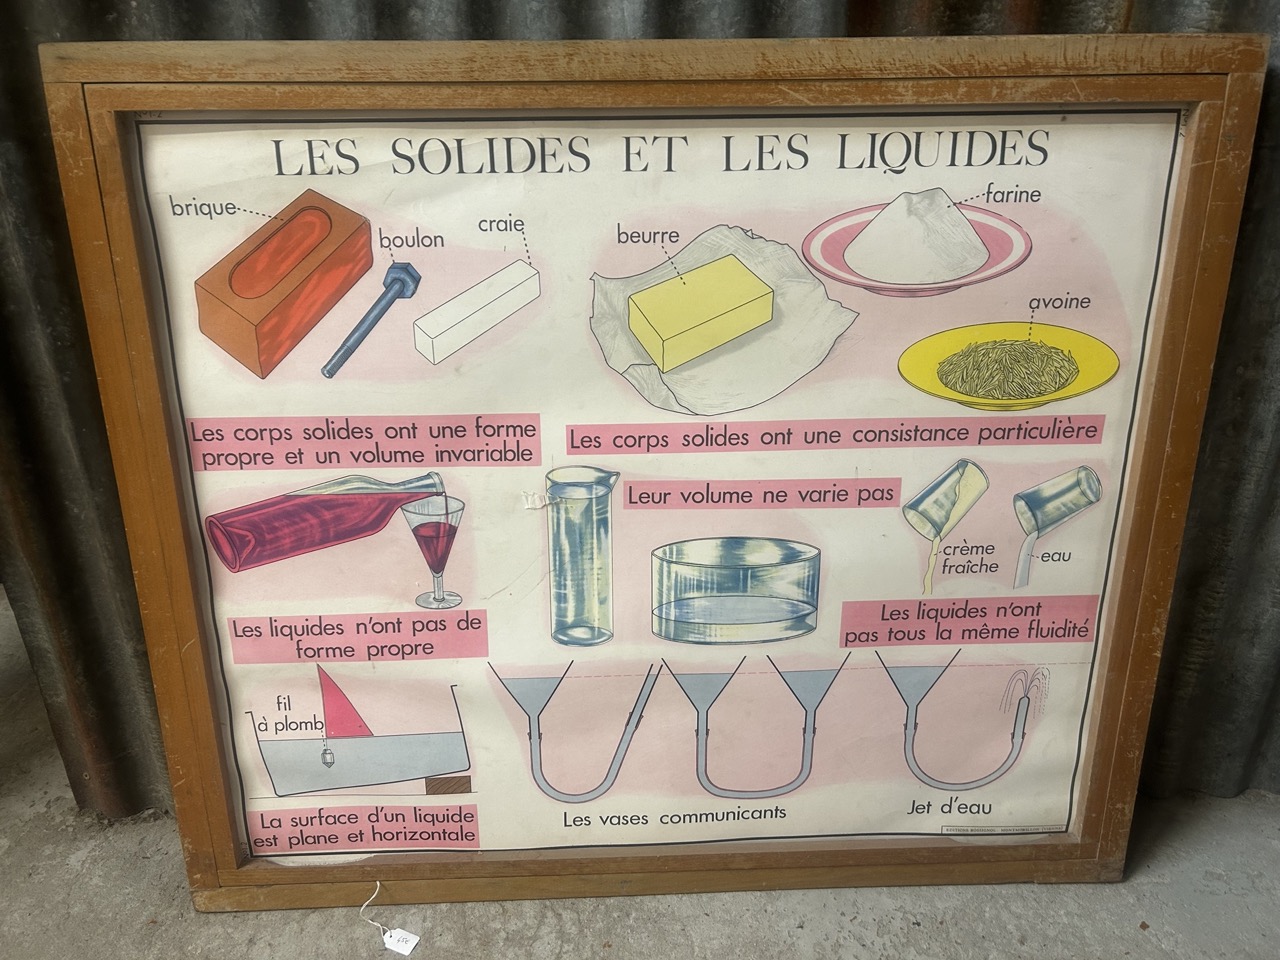 LES SOLIDES ET LES LIQUIDES
brique
boulon
craie
beurre
farine
avoine
Les corps solides ont une forme
propre et un volume invariable
Les corps solides ont une consistance particulière
Leur volume ne varie pas
crème
fraîche
eau
Les liquides n'ont pas de
forme propre
Les liquides n'ont
pas tous la même fluidité
fil
à plomb
La surface d'un liquide
est plane et horizontale
Les vases communicants
Jet d'eau
EDITIONS ROSSIGNOL